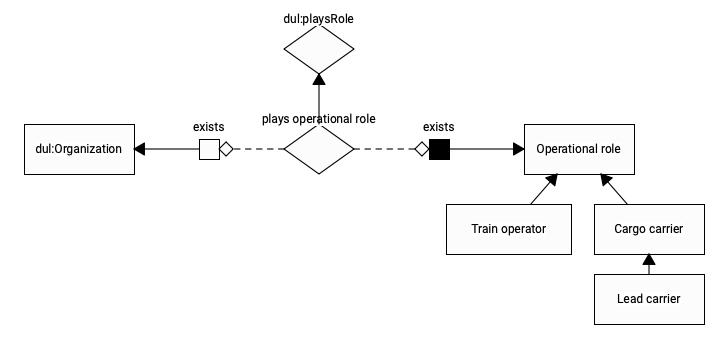 dul:playsRole
plays operational role
exists
exists
dul:Organization
Operational role
Train operator
Cargo carrier
Lead carrier